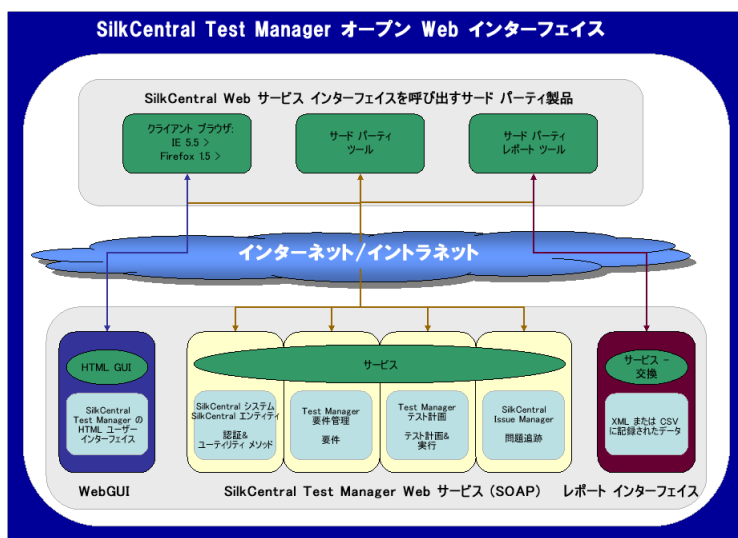 SilkCentral Test Manager オープン Web インターフェイス
SilkCentral Web サービス インターフェイスを呼び出すサード パーティ製品
クライアント ブラウザ:
IE 5.5 >
Firefox 1.5 >
サード パーティ
ツール
サード パーティ
レポート ツール
インターネット/イントラネット
HTML GUI
SilkCentral
Test Manager の
HTML ユーザー
インターフェイス
サービス
SilkCentral システム
SilkCentral エンティティ
認証&
ユーティリティ メソッド
Test Manager
要件管理
要件
Test Manager
テスト計画
テスト計画&
実行
SilkCentral
Issue Manager
問題追跡
サービス -
交換
XML または CSV
に記録されたデータ
WebGUI
SilkCentral Test Manager Web サービス (SOAP)
レポート インターフェイス